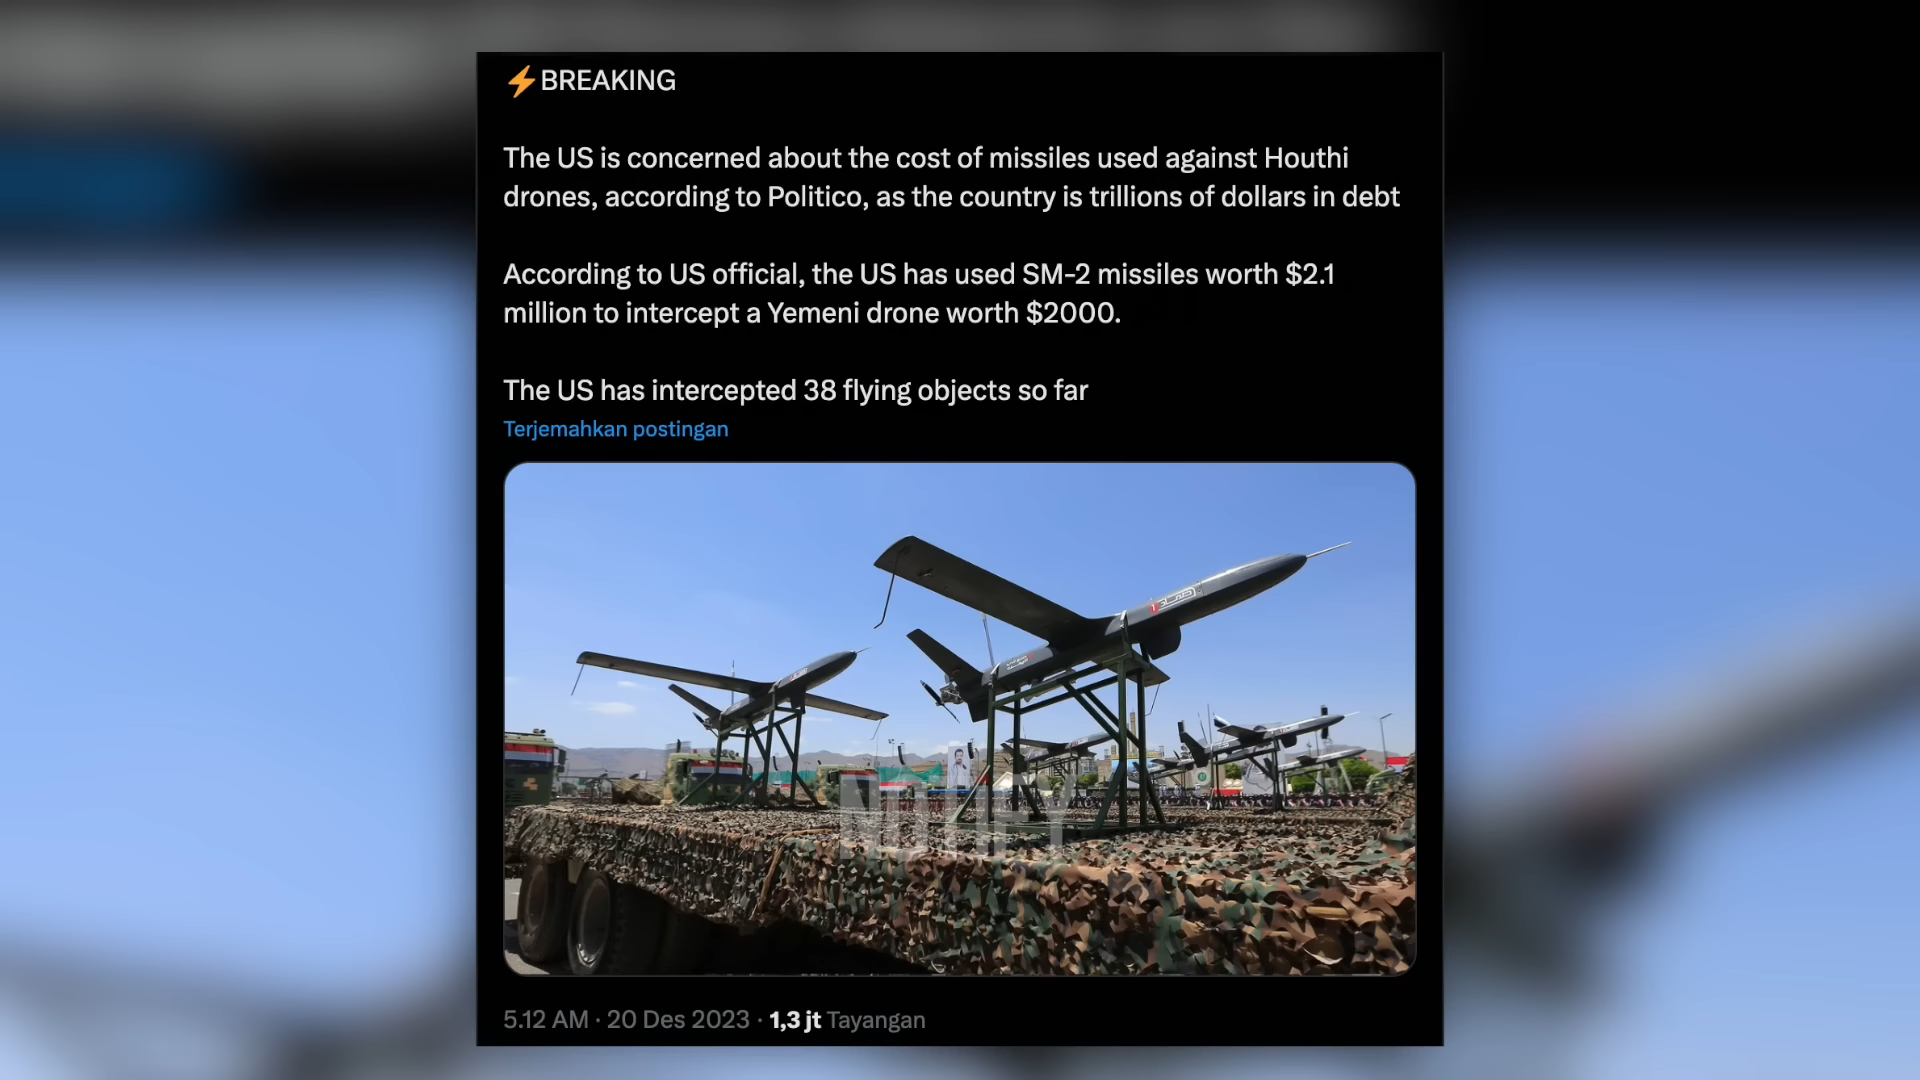 ⚡BREAKING
The US is concerned about the cost of missiles used against Houthi
drones, according to Politico, as the country is trillions of dollars in debt
According to US official, the US has used SM-2 missiles worth $2.1
million to intercept a Yemeni drone worth $2000.
The US has intercepted 38 flying objects so far
Terjemahkan postingan
5.12 AM · 20 Des 2023 · 1,3 jt Tayangan